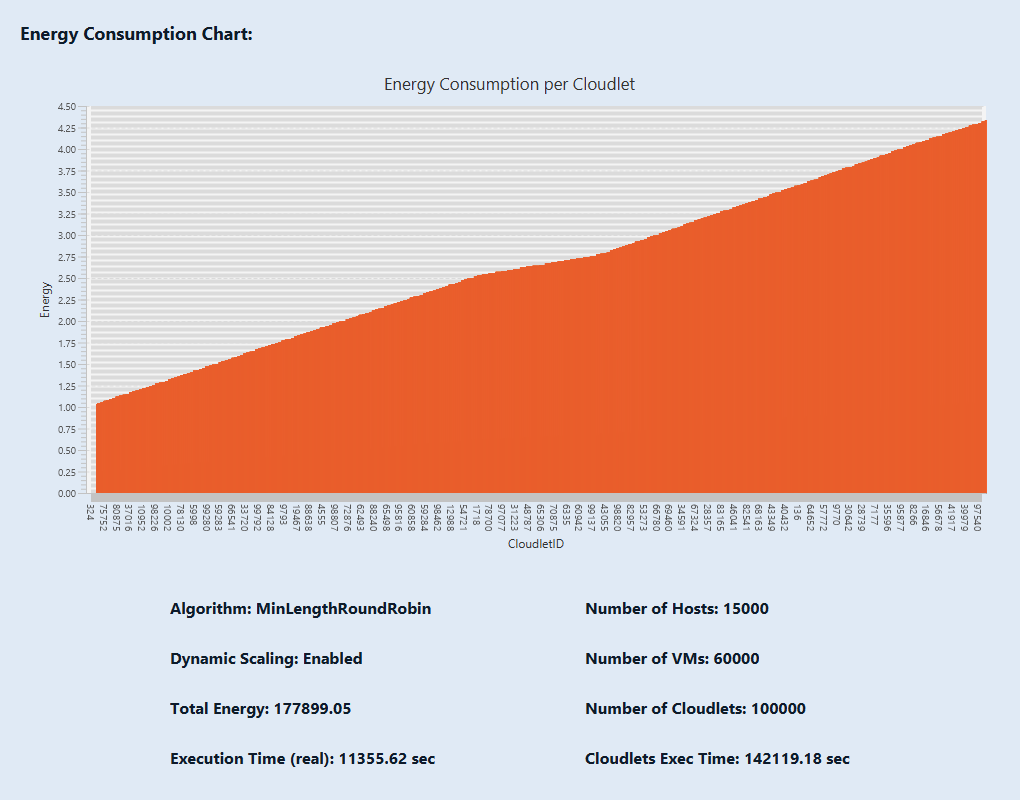 Energy Consumption Chart:
Energy Consumption per Cloudlet
4.50
4.25
4.00
3.75
3.50
3.25
3.00
2.75
2.50
2.25
2.00
1.75
1.50
1.25
1.00
0.75
0.50
0.25
0.00
Energy
324 75752 80875 37016 10952 98226 10002 78130 5998 99280 59283 66541 33720 99792 84128 9793 19467 88638 4555 98807 72876 62493 88240 65498 95816 60858 59284 98462 12988 54721 1718 78700 97077 31223 48787 65306 70875 6335 60942 99137 43055 98820 82957 53273 66780 69460 34591 67324 28357 83165 46041 82541 68163 43349 40432 136 64652 57772 9770 30642 28739 7177 35596 95877 8266 16846 56678 41917 39979 97540
CloudletID
Algorithm: MinLengthRoundRobin
Number of Hosts: 15000
Dynamic Scaling: Enabled
Number of VMs: 60000
Total Energy: 177899.05
Number of Cloudlets: 100000
Execution Time (real): 11355.62 sec
Cloudlets Exec Time: 142119.18 sec